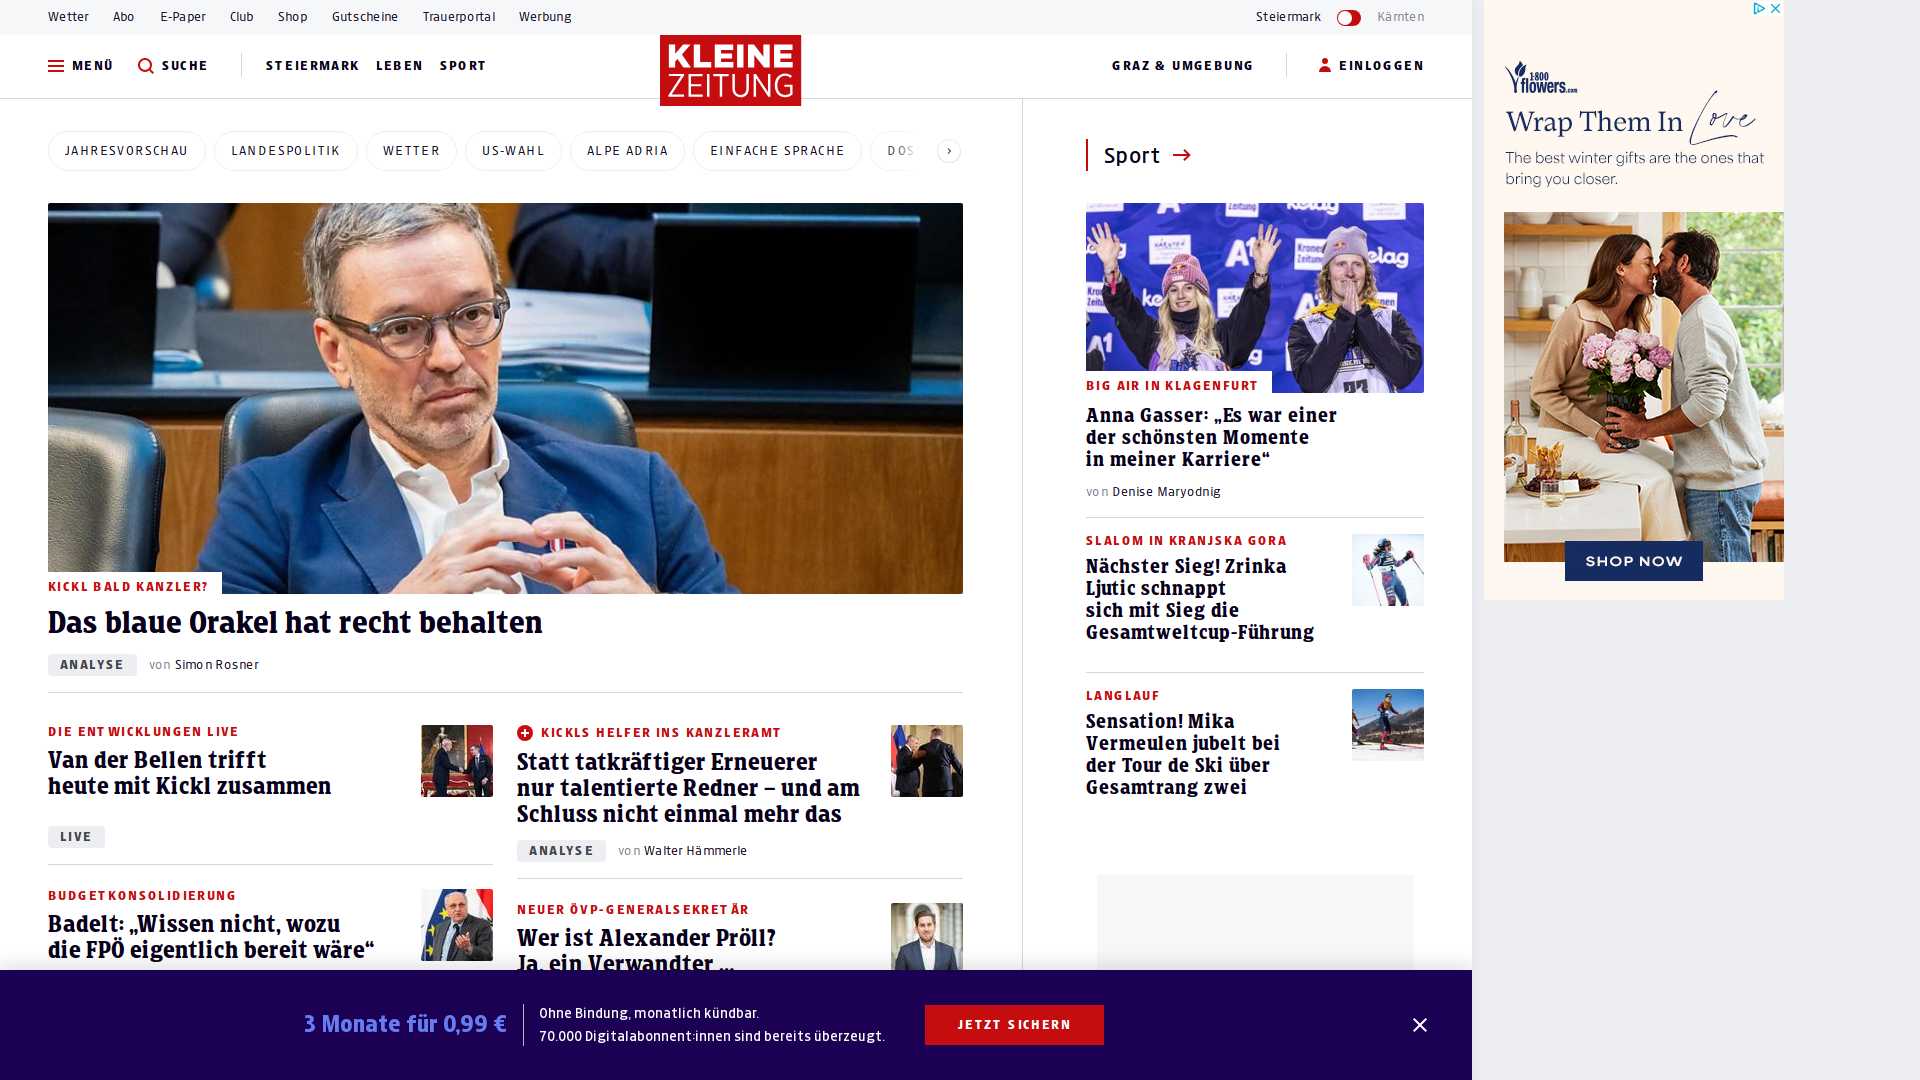 Wetter Abo E-Paper Club Shop Gutscheine Trauerportal Werbung
Steiermark Kärnten
MENÜ SUCHE STEIERMARK LEBEN SPORT
KLEINE
ZEITUNG
GRAZ & UMGEBUNG EINLOGGEN
JAHRESVORSCHAU LANDESPOLITIK WETTER US-WAHL ALPE ADRIA EINFACHE SPRACHE DOS
KICKL BALD KANZLER?
Das blaue Orakel hat recht behalten
ANALYSE von Simon Rosner
DIE ENTWICKLUNGEN LIVE
Van der Bellen trifft
heute mit Kickl zusammen
LIVE
BUDGETKONSOLIDIERUNG
Badelt: „Wissen nicht, wozu
die FPÖ eigentlich bereit wäre“
KICKLS HELFER INS KANZLERAMT
Statt tatkräftiger Erneuerer
nur talentierte Redner – und am
Schluss nicht einmal mehr das
ANALYSE von Walter Hämmerle
NEUER ÖVP-GENERALSEKRETÄR
Wer ist Alexander Pröll?
Ja, ein Verwandter ...
Sport
BIG AIR IN KLAGENFURT
Anna Gasser: „Es war einer
der schönsten Momente
in meiner Karriere“
von Denise Maryodnig
SLALOM IN KRANJSKA GORA
Nächster Sieg! Zrinka
Ljutic schnappt
sich mit Sieg die
Gesamtweltcup-Führung
LANGLAUF
Sensation! Mika
Vermeulen jubelt bei
der Tour de Ski über
Gesamtrang zwei
1-800
flowers.com
Wrap Them In Love
The best winter gifts are the ones that
bring you closer.
SHOP NOW
3 Monate für 0,99 €
Ohne Bindung, monatlich kündbar.
70.000 Digitalabonnent:innen sind bereits überzeugt.
JETZT SICHERN